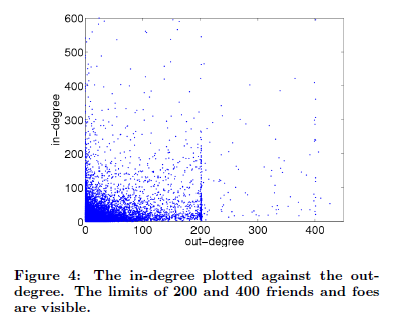 600
500
400
300
200
100
0
in-degree
0 100 200 300 400
out-degree
Figure 4: The in-degree plotted against the out-
degree. The limits of 200 and 400 friends and foes
are visible.